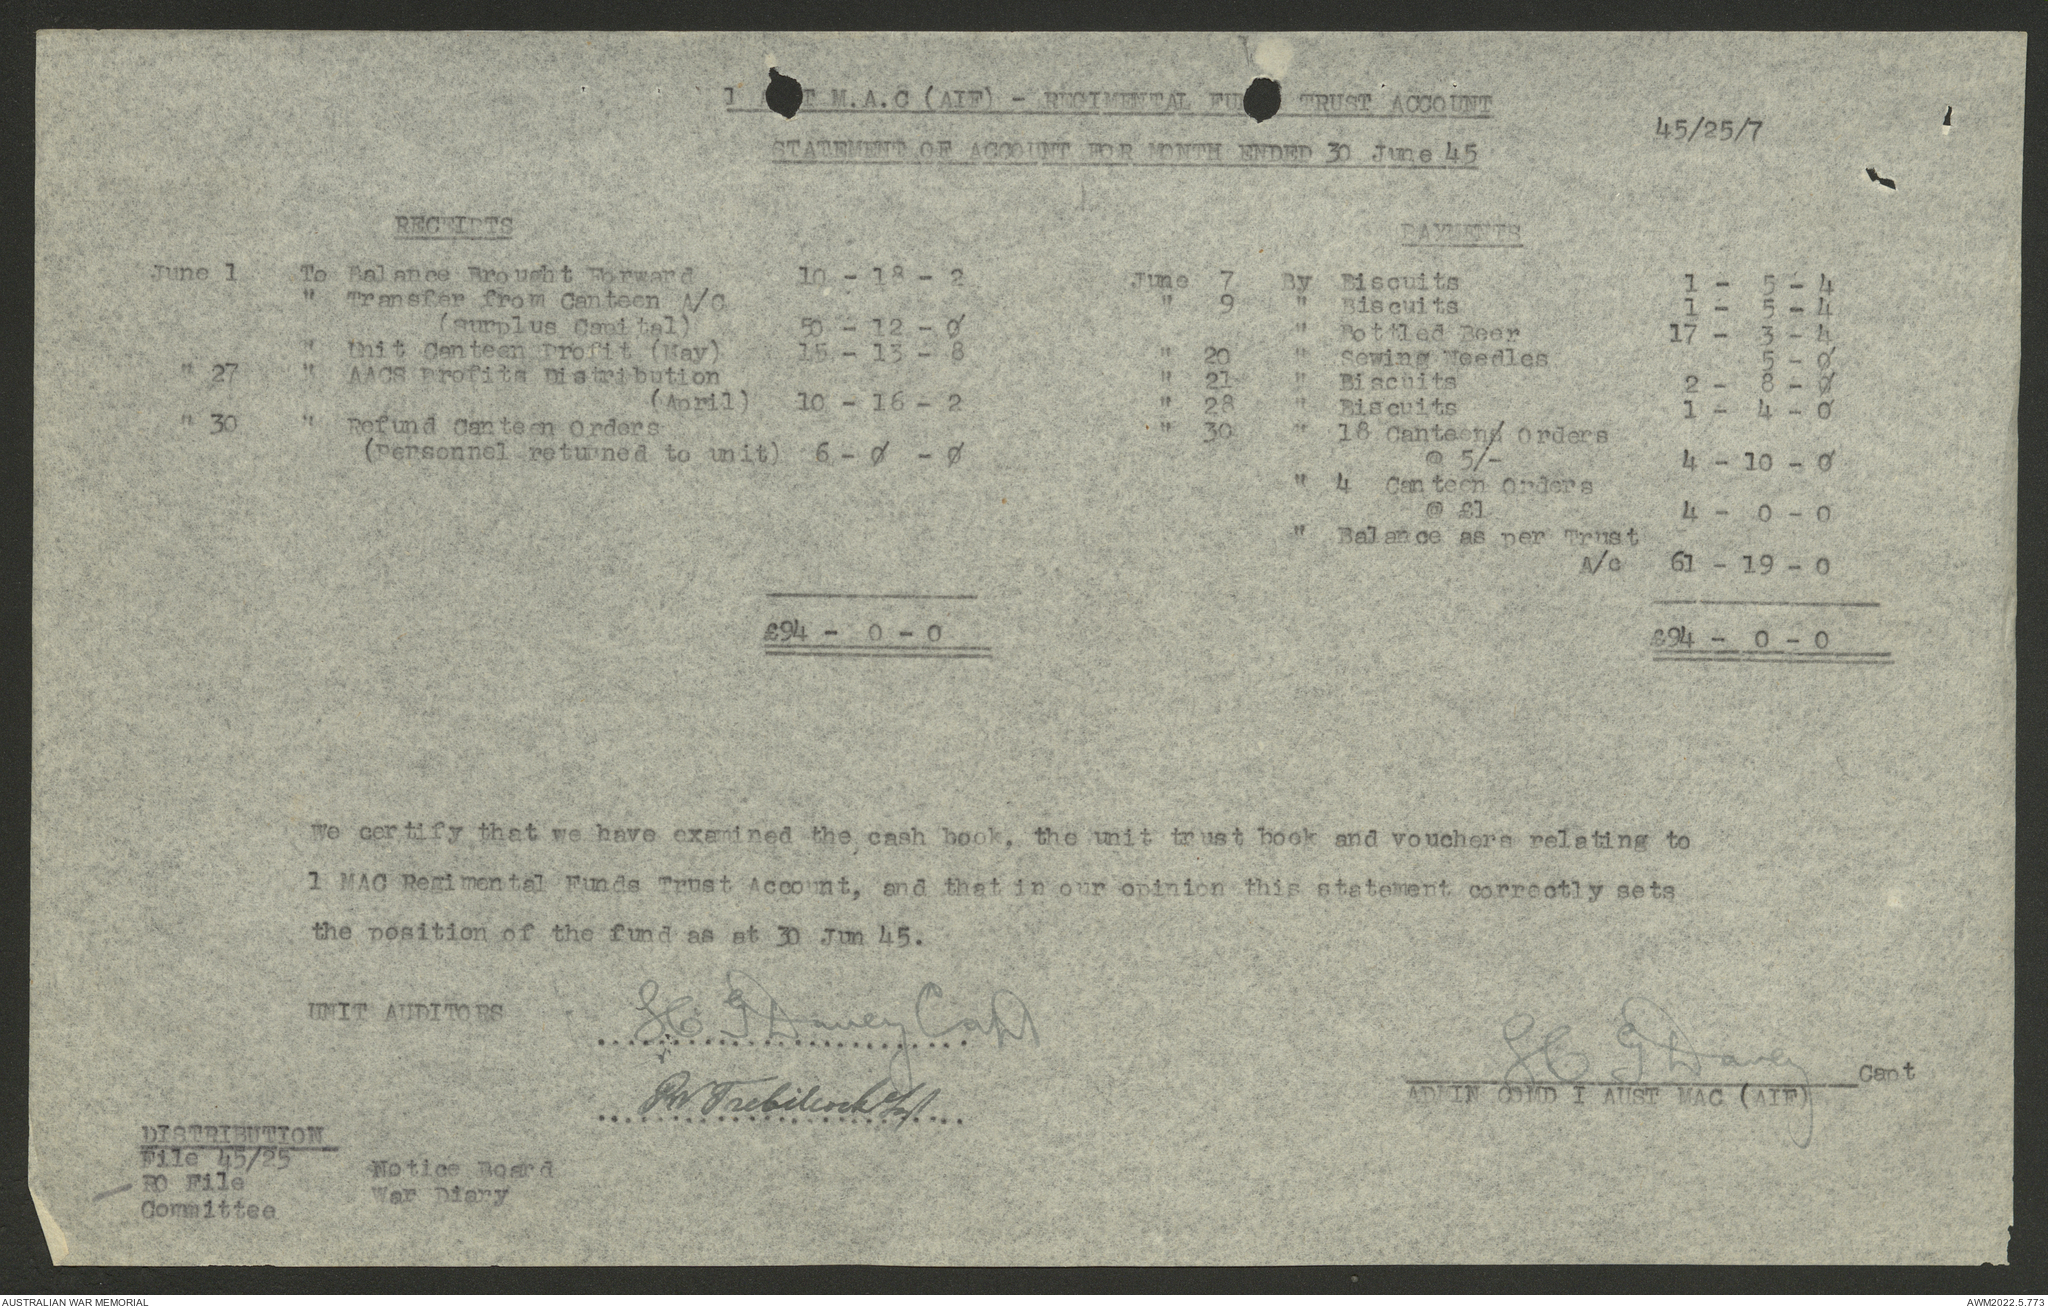 1 AUST M.A.C (AIF) - REGIMENTAL FUNDS TRUST ACCOUNT
45/25/7
STATEMENT OF ACCOUNT FOR MONTH ENDED 30 June 45
RECEIPTS
June 1 To Balance Brought Forward 10 - 18 - 2
" Transfer from Canteen A/C
(Surplus Capital) 50 - 12 - 0
" Unit Canteen Profit (May) 15 - 13 - 8
" 27 " AACS Profits Distribution
(April) 10 - 16 - 2
" 30 " Refund Canteen Orders
(Personnel returned to unit) 6 - 0 - 0
£94 - 0 - 0
PAYMENTS
June 7 By Biscuits 1 - 5 - 4
" 9 " Biscuits 1 - 5 - 4
" Bottled Beer 17 - 3 - 4
" 20 " Sewing Needles 5 - 0
" 21 " Biscuits 2 - 8 - 0
" 28 " Biscuits 1 - 4 - 0
" 30 " 18 Canteens Orders
@ 5/- 4 - 10 - 0
" 4 Canteen Orders
@ £1 4 - 0 - 0
" Balance as per Trust
A/c 61 - 19 - 0
£94 - 0 - 0
We certify that we have examined the cash book, the unit trust book and vouchers relating to
1 MAC Regimental Funds Trust Account, and that in our opinion this statement correctly sets
the position of the fund as at 30 Jun 45.
UNIT AUDITORS
Davey Capt
Trebilcock
Davey
Capt
ADMIN COMD I AUST MAC (AIF)
DISTRIBUTION
File 45/25
RO File
Committee
Notice Board
War Diary
AUSTRALIAN WAR MEMORIAL
AWM2022.5.773